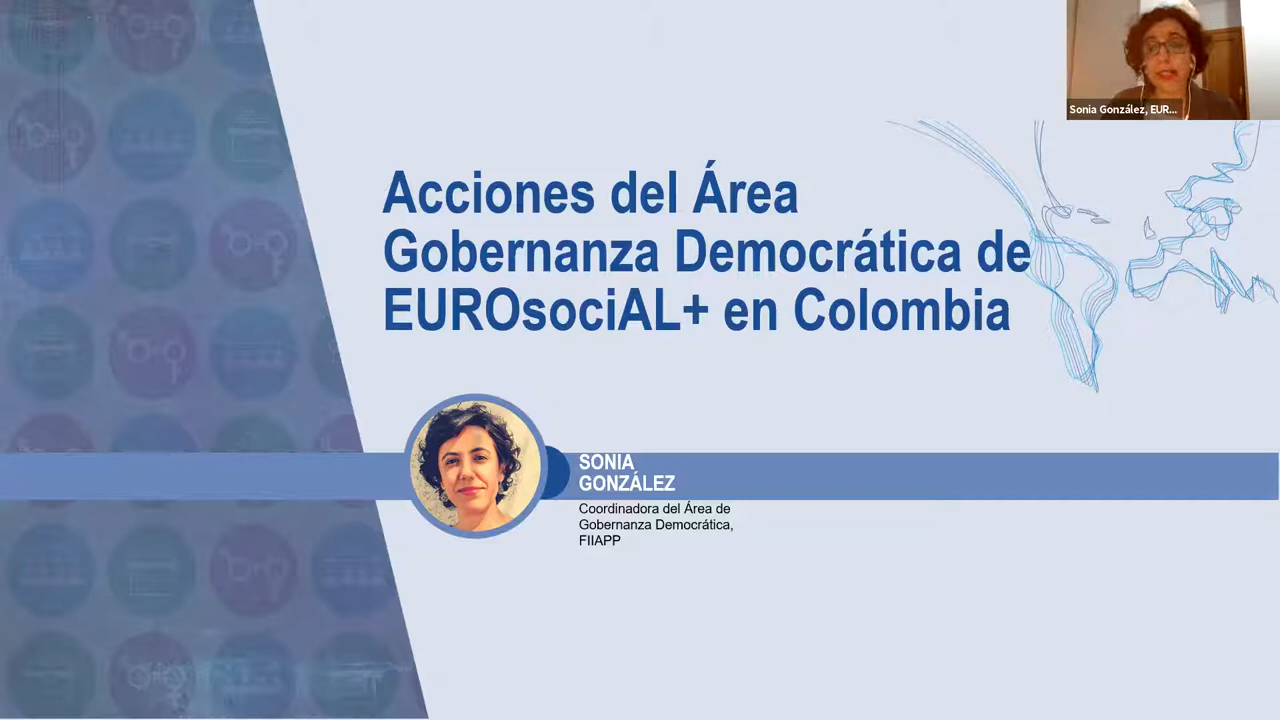 Sonia González, EUR...
Acciones del Área
Gobernanza Democrática de
EUROsociAL+ en Colombia
SONIA
GONZÁLEZ
Coordinadora del Área de
Gobernanza Democrática,
FIIAPP